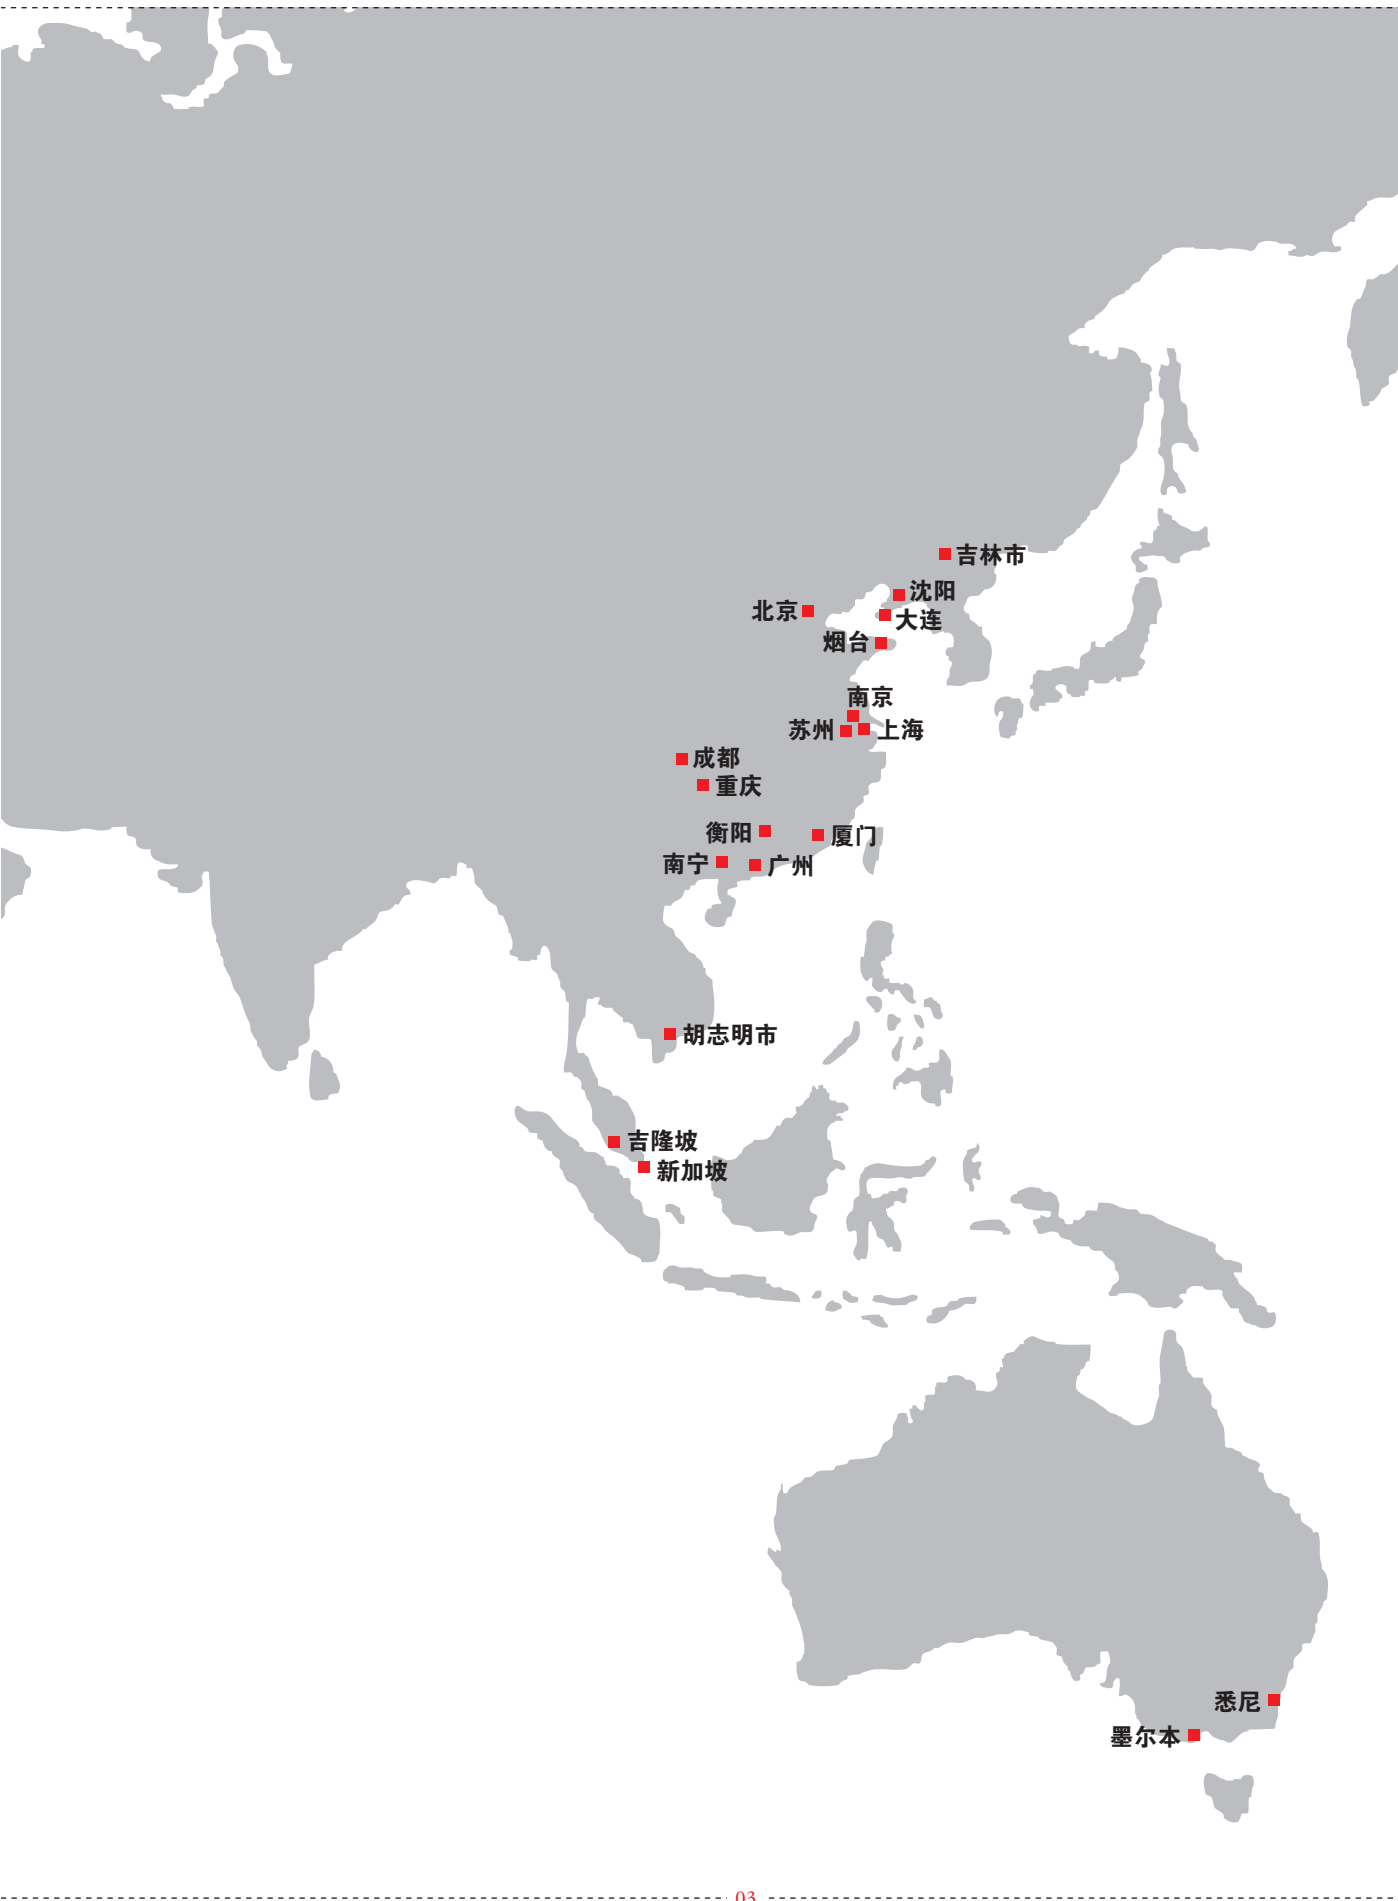 吉林市
沈阳
北京
大连
烟台
南京
苏州
上海
成都
重庆
衡阳
厦门
南宁
广州
胡志明市
吉隆坡
新加坡
悉尼
墨尔本
03